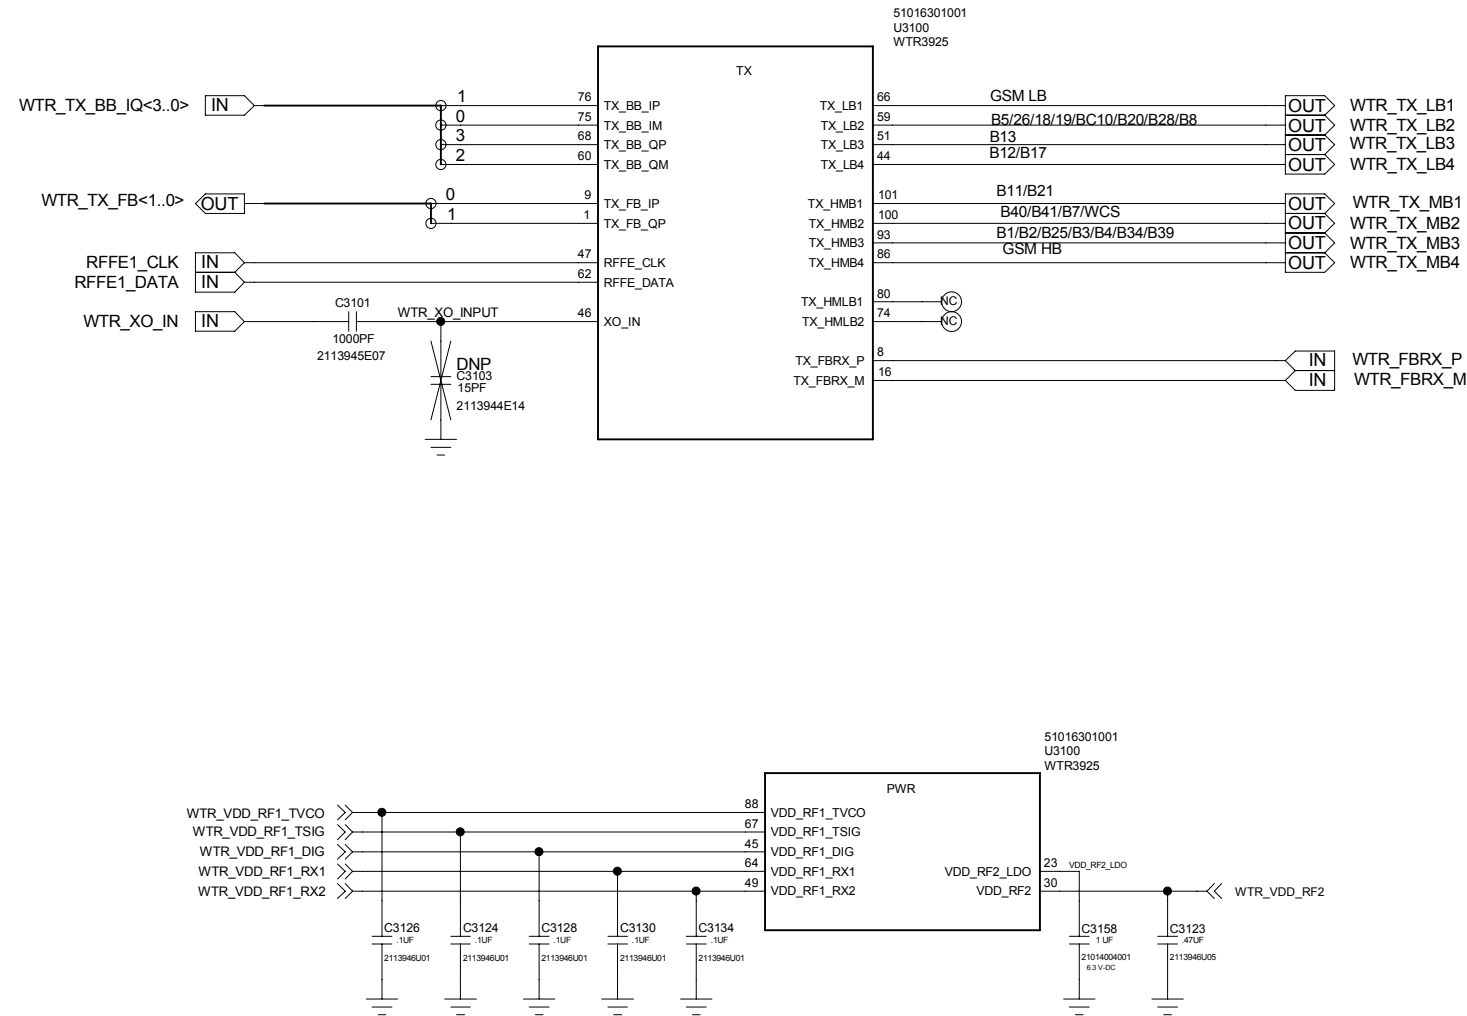 51016301001
U3100
WTR3925
TX
WTR_TX_BB_IQ<3..0> IN 1 76 TX_BB_IP TX_LB1 66 GSM LB OUT WTR_TX_LB1
0 75 TX_BB_IM TX_LB2 59 B5/26/18/19/BC10/B20/B28/B8 OUT WTR_TX_LB2
3 68 TX_BB_QP TX_LB3 51 B13 OUT WTR_TX_LB3
2 60 TX_BB_QM TX_LB4 44 B12/B17 OUT WTR_TX_LB4
WTR_TX_FB<1..0> OUT 0 9 TX_FB_IP TX_HMB1 101 B11/B21 OUT WTR_TX_MB1
1 1 TX_FB_QP TX_HMB2 100 B40/B41/B7/WCS OUT WTR_TX_MB2
TX_HMB3 93 B1/B2/B25/B3/B4/B34/B39 OUT WTR_TX_MB3
RFFE1_CLK IN 47 RFFE_CLK TX_HMB4 86 GSM HB OUT WTR_TX_MB4
RFFE1_DATA IN 62 RFFE_DATA
TX_HMLB1 80 NC
WTR_XO_IN IN C3101 WTR_XO_INPUT 46 XO_IN TX_HMLB2 74 NC
1000PF
2113945E07
TX_FBRX_P 8 IN WTR_FBRX_P
TX_FBRX_M 16 IN WTR_FBRX_M
DNP
C3103
15PF
2113944E14
51016301001
U3100
WTR3925
PWR
WTR_VDD_RF1_TVCO 88 VDD_RF1_TVCO
WTR_VDD_RF1_TSIG 67 VDD_RF1_TSIG
WTR_VDD_RF1_DIG 45 VDD_RF1_DIG
WTR_VDD_RF1_RX1 64 VDD_RF1_RX1 VDD_RF2_LDO 23 VDD_RF2_LDO
WTR_VDD_RF1_RX2 49 VDD_RF1_RX2 VDD_RF2 30 WTR_VDD_RF2
C3126 C3124 C3128 C3130 C3134 C3158 C3123
.1UF .1UF .1UF .1UF .1UF 1 UF .47UF
2113946U01 2113946U01 2113946U01 2113946U01 2113946U01 21014004001 2113946U05
6.3 V-DC